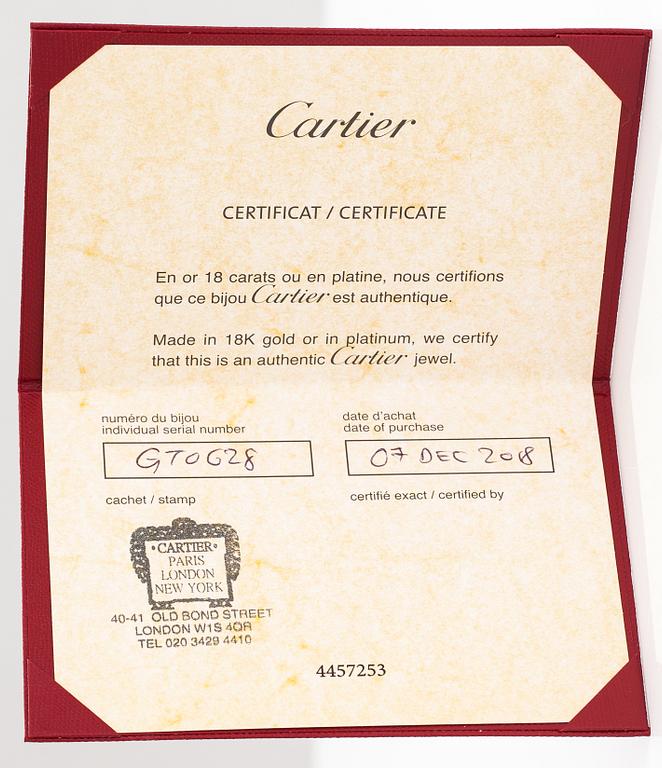 Cartier
CERTIFICAT / CERTIFICATE
En or 18 carats ou en platine, nous certifions
que ce bijou Cartier est authentique.
Made in 18K gold or in platinum, we certify
that this is an authentic Cartier jewel.
numéro du bijou
individual serial number
GT0G28
date d'achat
date of purchase
07 DEC 2018
cachet / stamp
certifié exact / certified by
CARTIER
PARIS
LONDON
NEW YORK
40-41 OLD BOND STREET
LONDON W1S 4QR
TEL 020 3429 4410
4457253